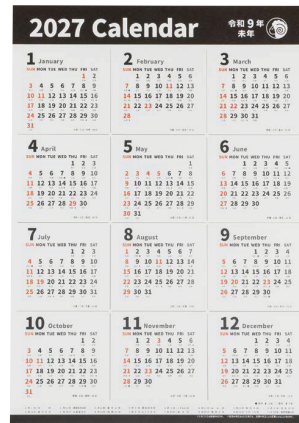 2027 Calendar
令和9年
未年
1 January
SUN MON TUE WED THU FRI SAT
1 2
3 4 5 6 7 8 9
10 11 12 13 14 15 16
17 18 19 20 21 22 23
24 25 26 27 28 29 30
31
2 February
SUN MON TUE WED THU FRI SAT
1 2 3 4 5 6
7 8 9 10 11 12 13
14 15 16 17 18 19 20
21 22 23 24 25 26 27
28
3 March
SUN MON TUE WED THU FRI SAT
1 2 3 4 5 6
7 8 9 10 11 12 13
14 15 16 17 18 19 20
21 22 23 24 25 26 27
28 29 30 31
4 April
SUN MON TUE WED THU FRI SAT
1 2 3
4 5 6 7 8 9 10
11 12 13 14 15 16 17
18 19 20 21 22 23 24
25 26 27 28 29 30
5 May
SUN MON TUE WED THU FRI SAT
1
2 3 4 5 6 7 8
9 10 11 12 13 14 15
16 17 18 19 20 21 22
23 24 25 26 27 28 29
30 31
6 June
SUN MON TUE WED THU FRI SAT
1 2 3 4 5
6 7 8 9 10 11 12
13 14 15 16 17 18 19
20 21 22 23 24 25 26
27 28 29 30
7 July
SUN MON TUE WED THU FRI SAT
1 2 3
4 5 6 7 8 9 10
11 12 13 14 15 16 17
18 19 20 21 22 23 24
25 26 27 28 29 30 31
8 August
SUN MON TUE WED THU FRI SAT
1 2 3 4 5 6 7
8 9 10 11 12 13 14
15 16 17 18 19 20 21
22 23 24 25 26 27 28
29 30 31
9 September
SUN MON TUE WED THU FRI SAT
1 2 3 4
5 6 7 8 9 10 11
12 13 14 15 16 17 18
19 20 21 22 23 24 25
26 27 28 29 30
10 October
SUN MON TUE WED THU FRI SAT
1 2
3 4 5 6 7 8 9
10 11 12 13 14 15 16
17 18 19 20 21 22 23
24 25 26 27 28 29 30
31
11 November
SUN MON TUE WED THU FRI SAT
1 2 3 4 5 6
7 8 9 10 11 12 13
14 15 16 17 18 19 20
21 22 23 24 25 26 27
28 29 30
12 December
SUN MON TUE WED THU FRI SAT
1 2 3 4
5 6 7 8 9 10 11
12 13 14 15 16 17 18
19 20 21 22 23 24 25
26 27 28 29 30 31